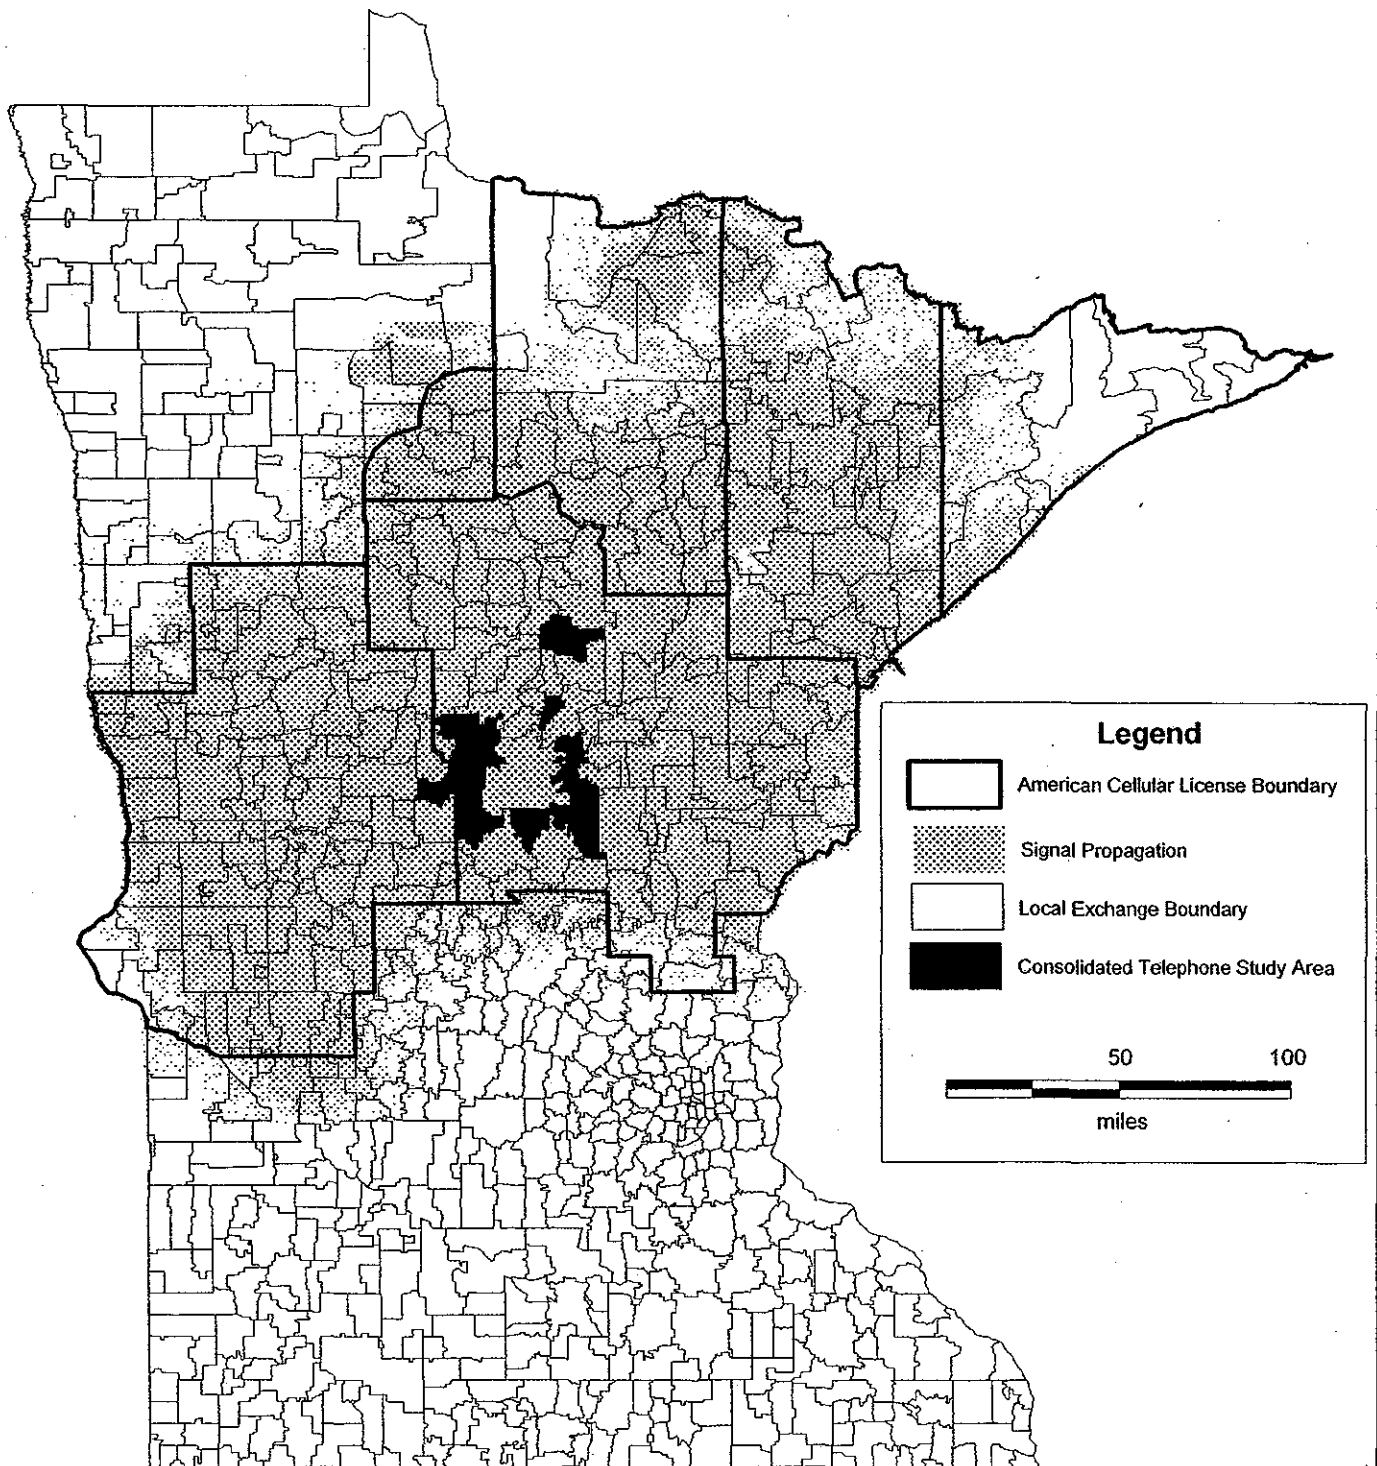 Legend
American Cellular License Boundary
Signal Propagation
Local Exchange Boundary
Consolidated Telephone Study Area
50 100
miles